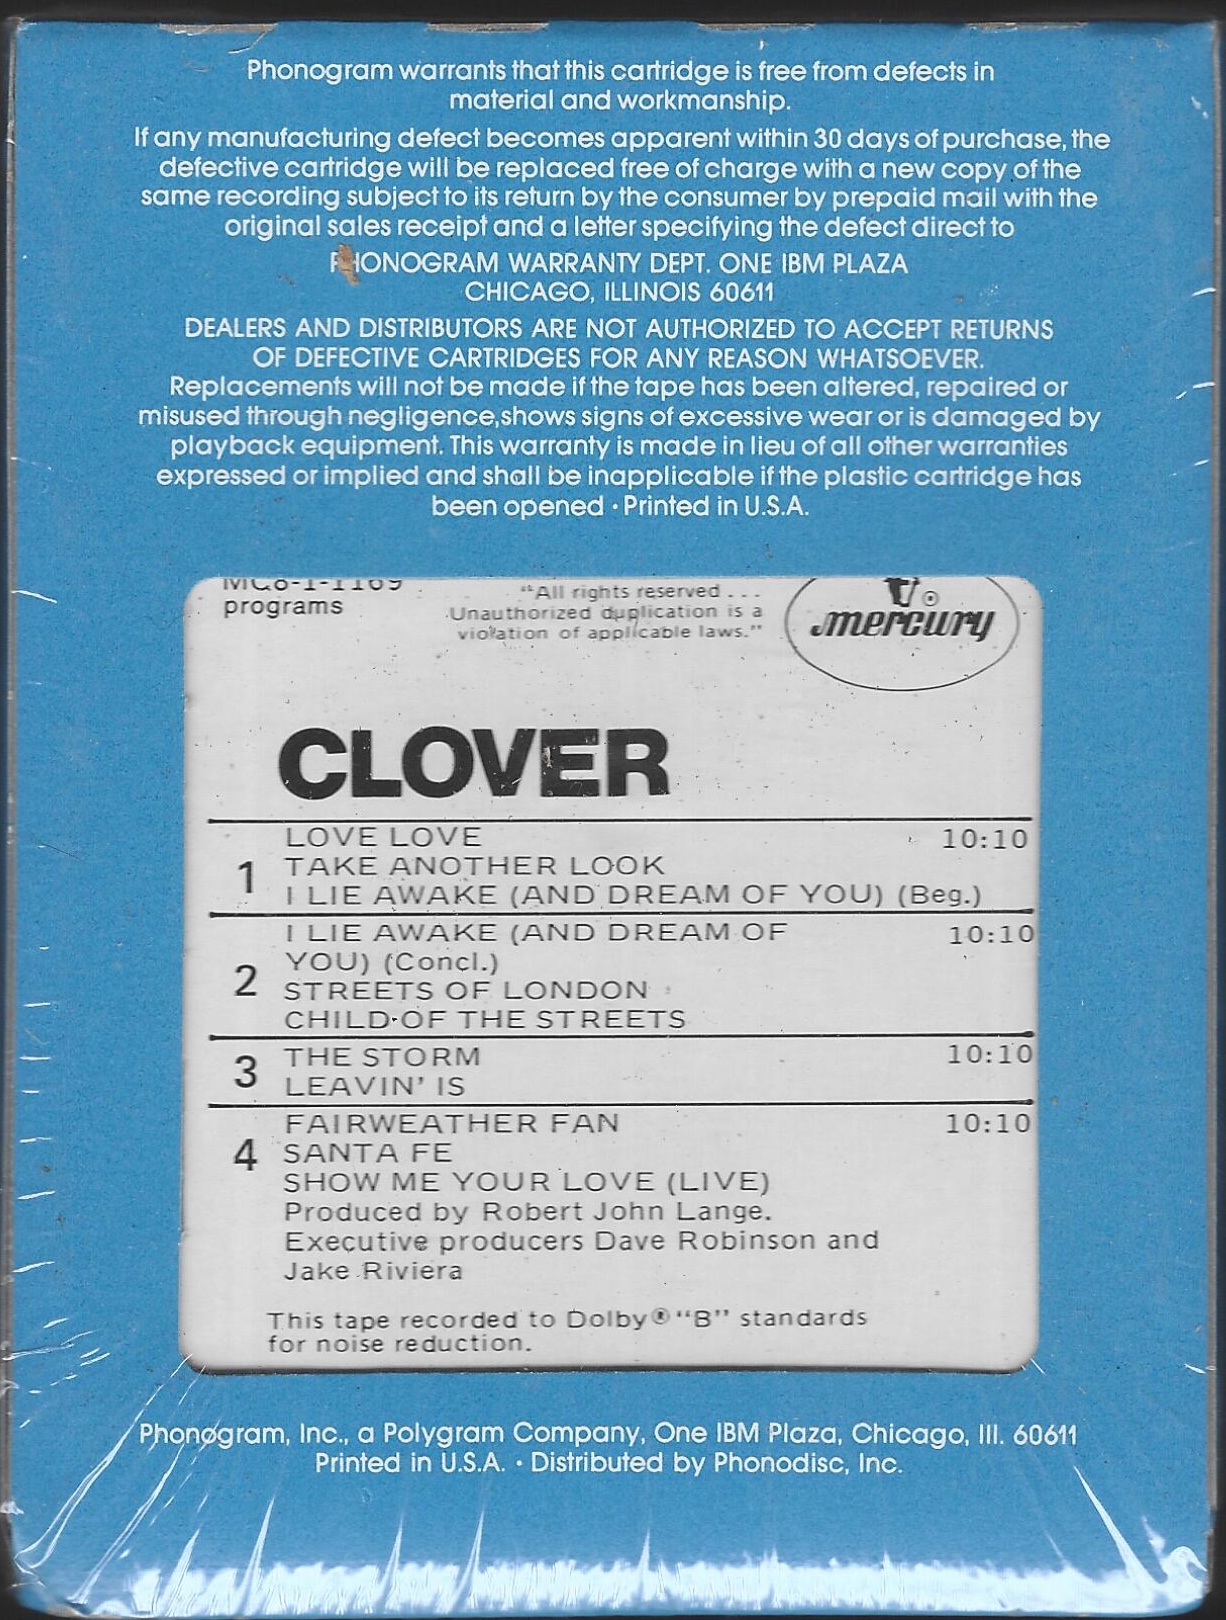 Phonogram warrants that this cartridge is free from defects in
material and workmanship.
If any manufacturing defect becomes apparent within 30 days of purchase, the
defective cartridge will be replaced free of charge with a new copy of the
same recording subject to its return by the consumer by prepaid mail with the
original sales receipt and a letter specifying the defect direct to
PHONOGRAM WARRANTY DEPT. ONE IBM PLAZA
CHICAGO, ILLINOIS 60611
DEALERS AND DISTRIBUTORS ARE NOT AUTHORIZED TO ACCEPT RETURNS
OF DEFECTIVE CARTRIDGES FOR ANY REASON WHATSOEVER.
Replacements will not be made if the tape has been altered, repaired or
misused through negligence,shows signs of excessive wear or is damaged by
playback equipment. This warranty is made in lieu of all other warranties
expressed or implied and shall be inapplicable if the plastic cartridge has
been opened • Printed in U.S.A.
MC8-1-1169
programs
"All rights reserved . . .
Unauthorized duplication is a
violation of applicable laws."
mercury
CLOVER
1
LOVE LOVE 10:10
TAKE ANOTHER LOOK
I LIE AWAKE (AND DREAM OF YOU) (Beg.)
2
I LIE AWAKE (AND DREAM OF 10:10
YOU) (Concl.)
STREETS OF LONDON
CHILD OF THE STREETS
3
THE STORM 10:10
LEAVIN' IS
4
FAIRWEATHER FAN 10:10
SANTA FE
SHOW ME YOUR LOVE (LIVE)
Produced by Robert John Lange.
Executive producers Dave Robinson and
Jake Riviera
This tape recorded to Dolby® "B" standards
for noise reduction.
Phonogram, Inc., a Polygram Company, One IBM Plaza, Chicago, Ill. 60611
Printed in U.S.A. • Distributed by Phonodisc, Inc.